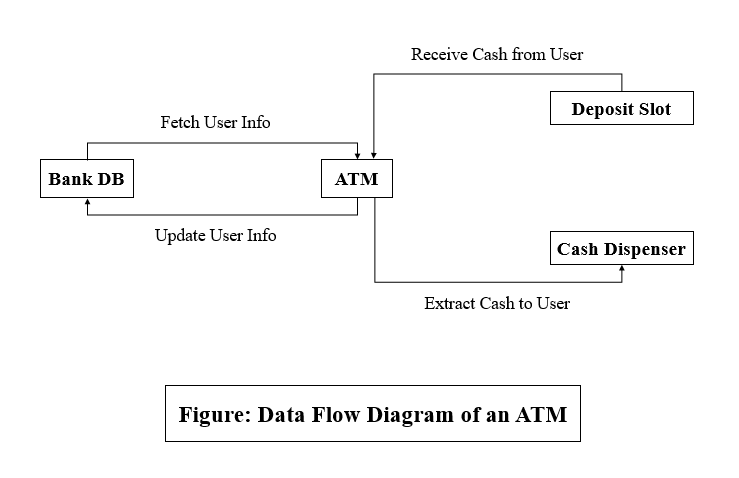 Receive Cash from User
Deposit Slot
Fetch User Info
Bank DB
ATM
Update User Info
Cash Dispenser
Extract Cash to User
Figure: Data Flow Diagram of an ATM